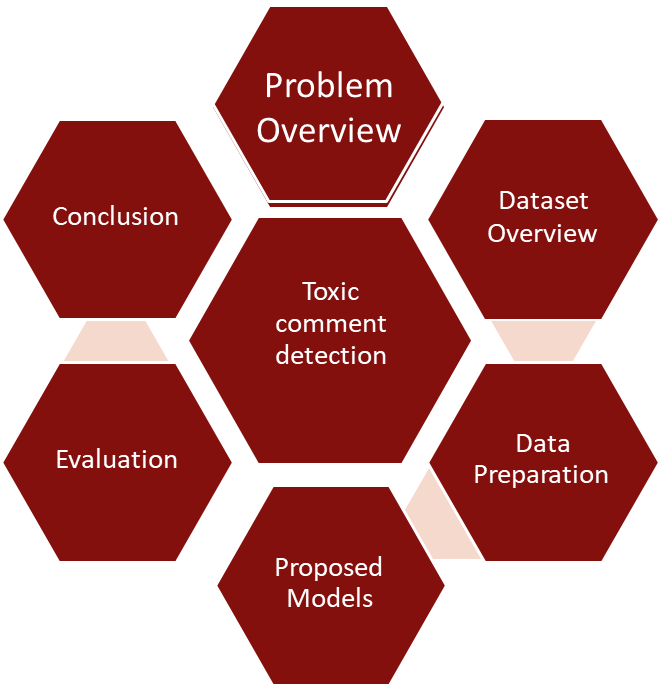 Problem
Overview
Dataset
Overview
Data
Preparation
Proposed
Models
Evaluation
Conclusion
Toxic
comment
detection